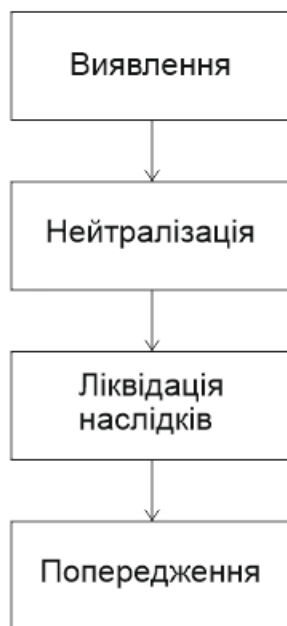 Виявлення
Нейтралізація
Ліквідація
наслідків
Попередження